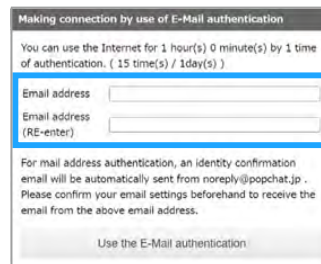 Making connection by use of E-Mail authentication
You can use the Internet for 1 hour(s) 0 minute(s) by 1 time
of authentication. ( 15 time(s) / 1day(s) )
Email address
Email address
(RE-enter)
For mail address authentication, an identity confirmation
email will be automatically sent from noreply@popchat.jp .
Please confirm your email settings beforehand to receive the
email from the above email address.
Use the E-Mail authentication